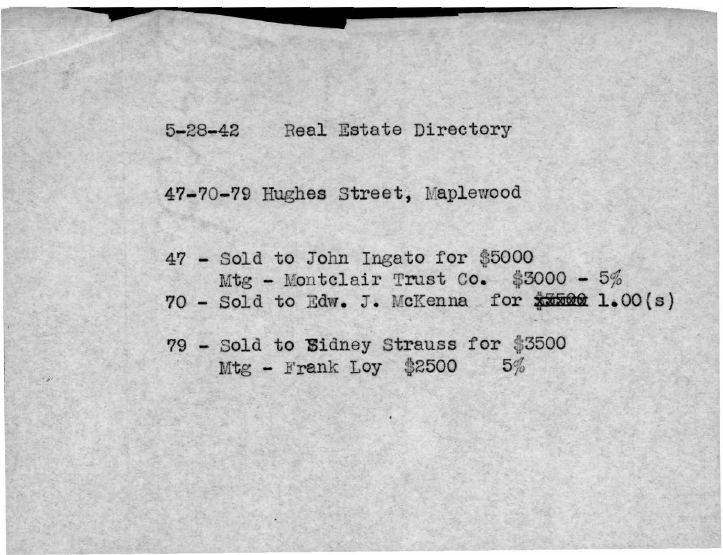 5-28-42 Real Estate Directory
47-70-79 Hughes Street, Maplewood
47 - Sold to John Ingato for $5000
Mtg - Montclair Trust Co. $3000 - 5%
70 - Sold to Edw. J. McKenna for 1.00(s)
79 - Sold to Sidney Strauss for $3500
Mtg - Frank Loy $2500 5%